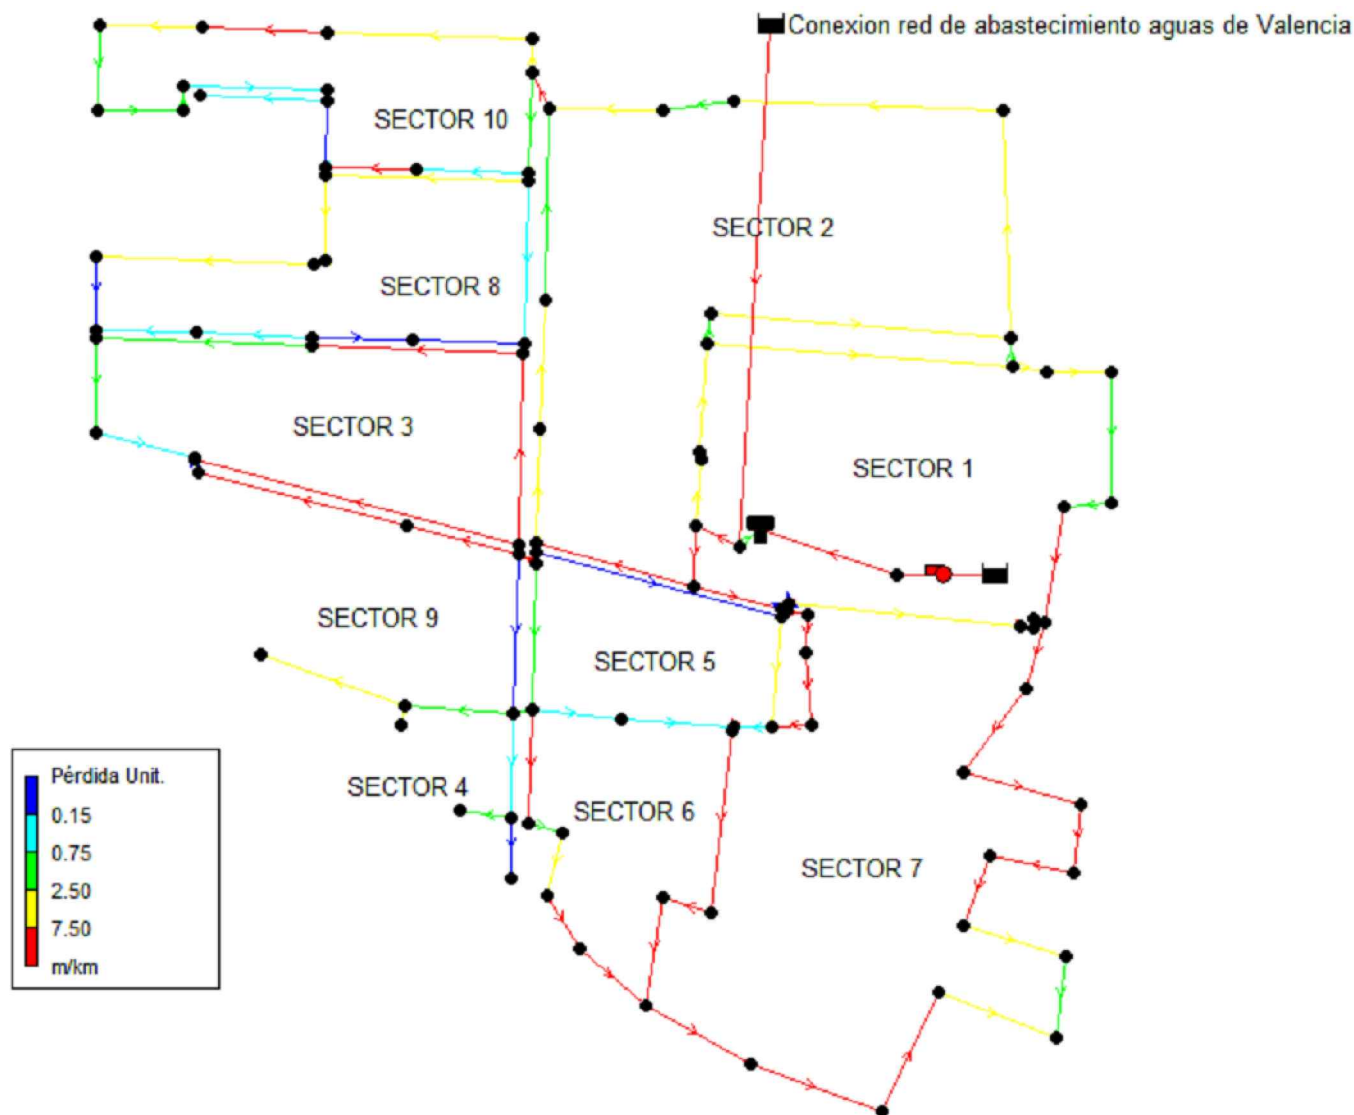 Conexion red de abastecimiento aguas de Valencia
SECTOR 10
SECTOR 2
SECTOR 8
SECTOR 3
SECTOR 1
SECTOR 9
SECTOR 5
SECTOR 4
SECTOR 6
SECTOR 7
Pérdida Unit.
0.15
0.75
2.50
7.50
m/km